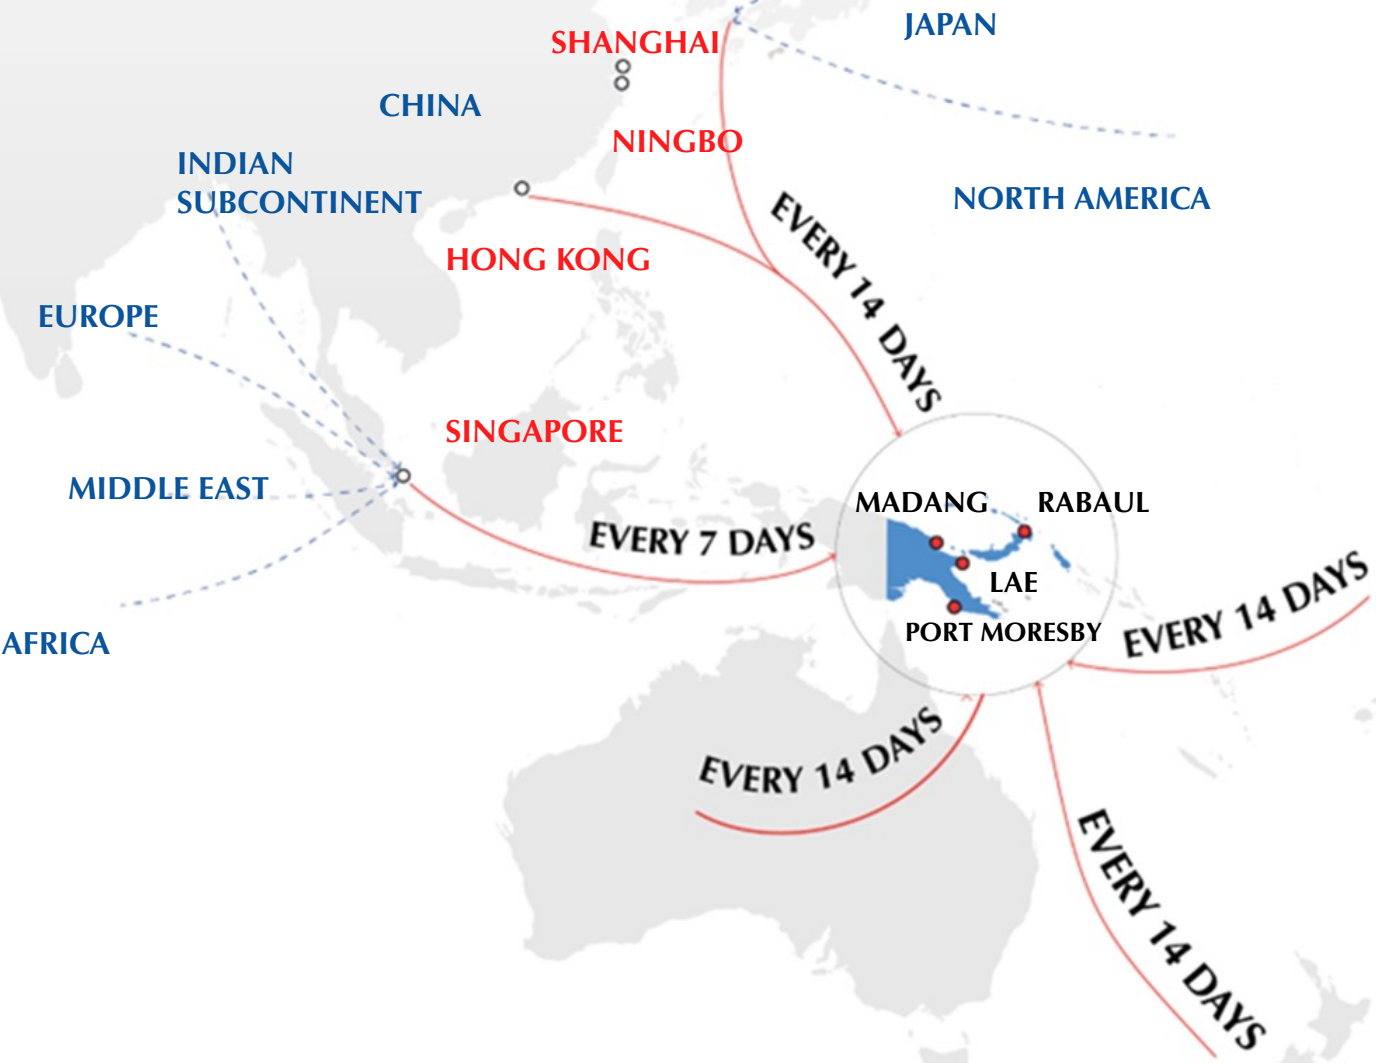 JAPAN
SHANGHAI
CHINA
NINGBO
INDIAN
SUBCONTINENT
NORTH AMERICA
HONG KONG
EVERY 14 DAYS
EUROPE
SINGAPORE
MIDDLE EAST
MADANG
RABAUL
EVERY 7 DAYS
LAE
AFRICA
PORT MORESBY
EVERY 14 DAYS
EVERY 14 DAYS
EVERY 14 DAYS